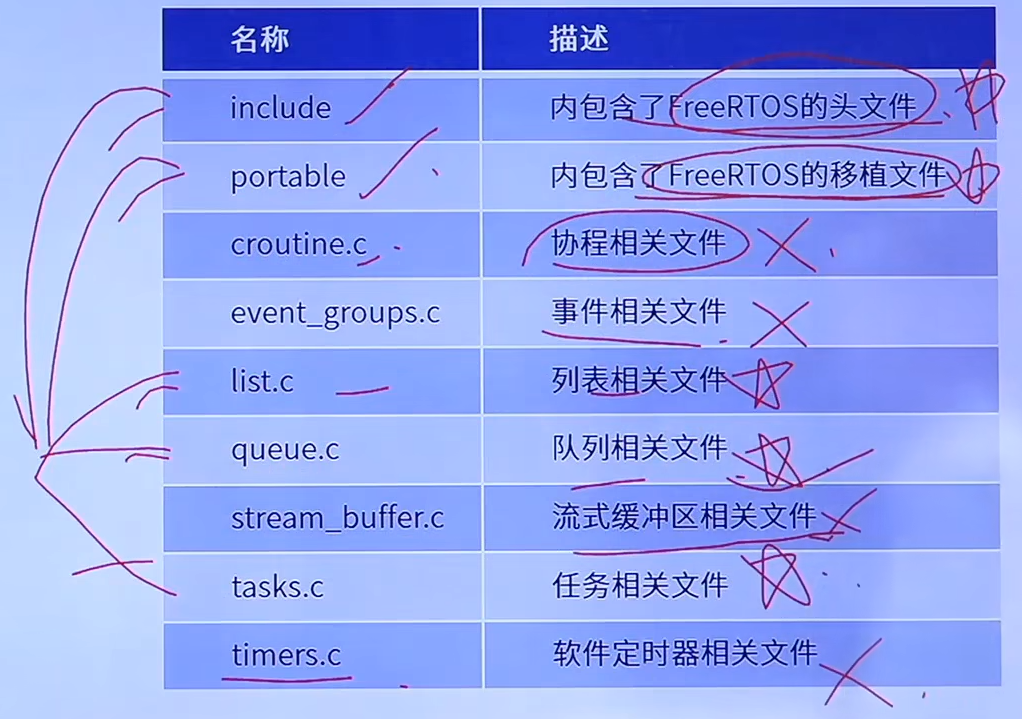 名称 描述
include 内包含了FreeRTOS的头文件
portable 内包含了FreeRTOS的移植文件
croutine.c 协程相关文件
event_groups.c 事件相关文件
list.c 列表相关文件
queue.c 队列相关文件
stream_buffer.c 流式缓冲区相关文件
tasks.c 任务相关文件
timers.c 软件定时器相关文件